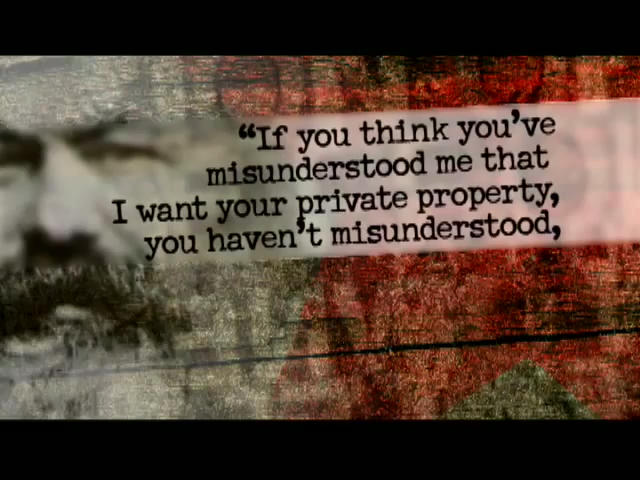 “If you think you’ve
misunderstood me that
I want your private property,
you haven’t misunderstood,